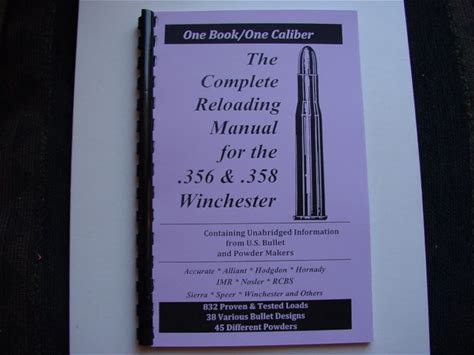 One Book/One Caliber
The
Complete
Reloading
Manual
for the
.356 & .358
Winchester
Containing Unabridged Information
from U.S. Bullet
and Powder Makers
Accurate * Alliant * Hodgdon * Hornady
IMR * Nosler * RCBS
Sierra * Speer * Winchester and Others
832 Proven & Tested Loads
38 Various Bullet Designs
45 Different Powders